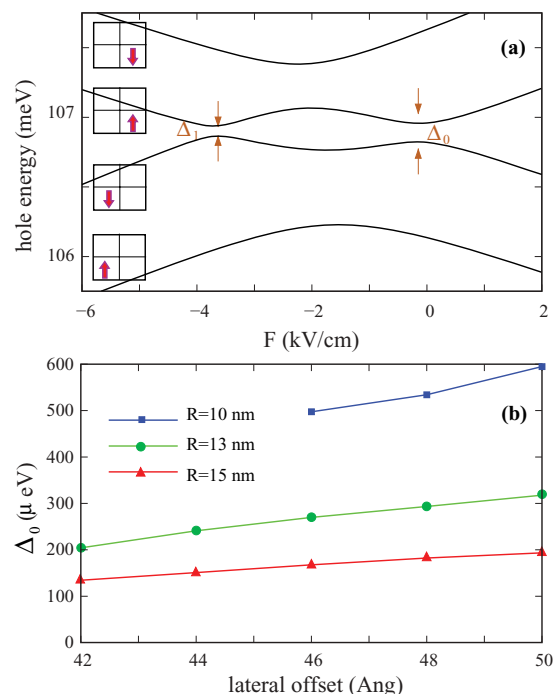 (a)
hole energy (meV)
107
106
Δ₁
Δ₀
−6
−4
−2
0
2
F (kV/cm)
600
500
400
300
200
100
0
Δ₀ (μ eV)
(b)
R=10 nm
R=13 nm
R=15 nm
42
44
46
48
50
lateral offset (Ang)